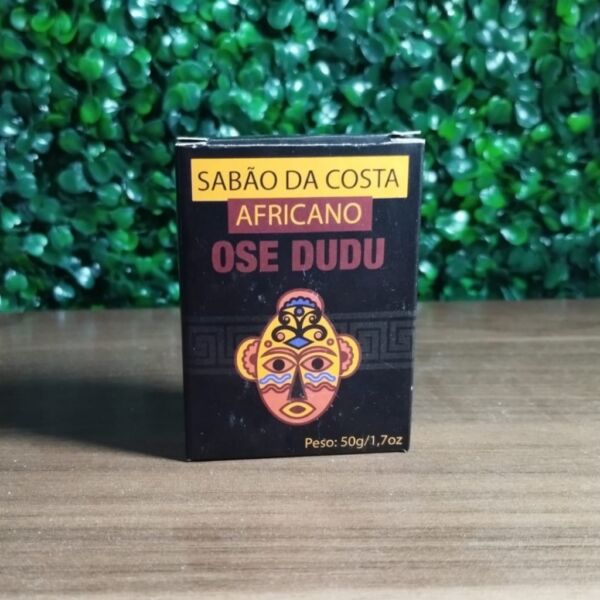 SABÃO DA COSTA
AFRICANO
OSE DUDU
Peso: 50g/1,7oz